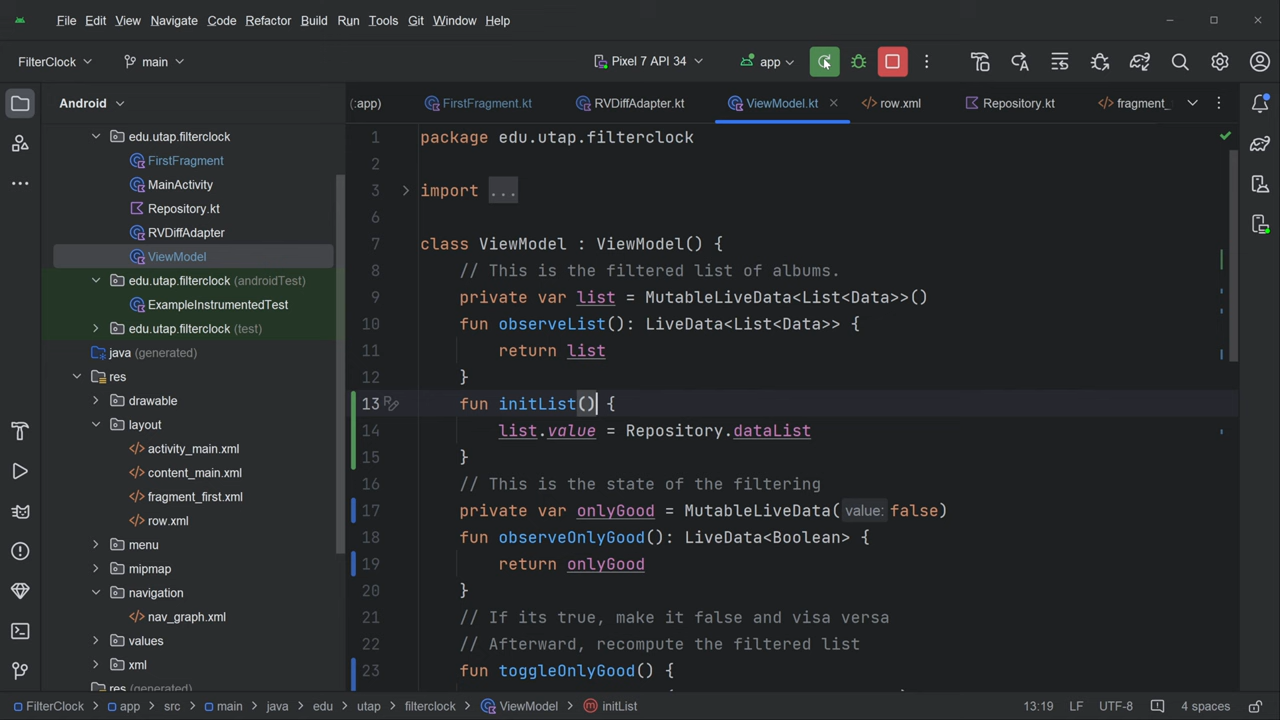 File Edit View Navigate Code Refactor Build Run Tools Git Window Help
FilterClock main Pixel 7 API 34 app
Android
(:app) FirstFragment.kt RVDiffAdapter.kt ViewModel.kt row.xml Repository.kt fragment_
edu.utap.filterclock
FirstFragment
MainActivity
Repository.kt
RVDiffAdapter
ViewModel
edu.utap.filterclock (androidTest)
ExampleInstrumentedTest
edu.utap.filterclock (test)
java (generated)
res
drawable
layout
activity_main.xml
content_main.xml
fragment_first.xml
row.xml
menu
mipmap
navigation
nav_graph.xml
values
xml
res (generated)
1 package edu.utap.filterclock
2
3 import ...
6
7 class ViewModel : ViewModel() {
8 // This is the filtered list of albums.
9 private var list = MutableLiveData<List<Data>>()
10 fun observeList(): LiveData<List<Data>> {
11 return list
12 }
13 fun initList() {
14 list.value = Repository.dataList
15 }
16 // This is the state of the filtering
17 private var onlyGood = MutableLiveData( value: false)
18 fun observeOnlyGood(): LiveData<Boolean> {
19 return onlyGood
20 }
21 // If its true, make it false and visa versa
22 // Afterward, recompute the filtered list
23 fun toggleOnlyGood() {
FilterClock app src main java edu utap filterclock ViewModel initList 13:19 LF UTF-8 4 spaces